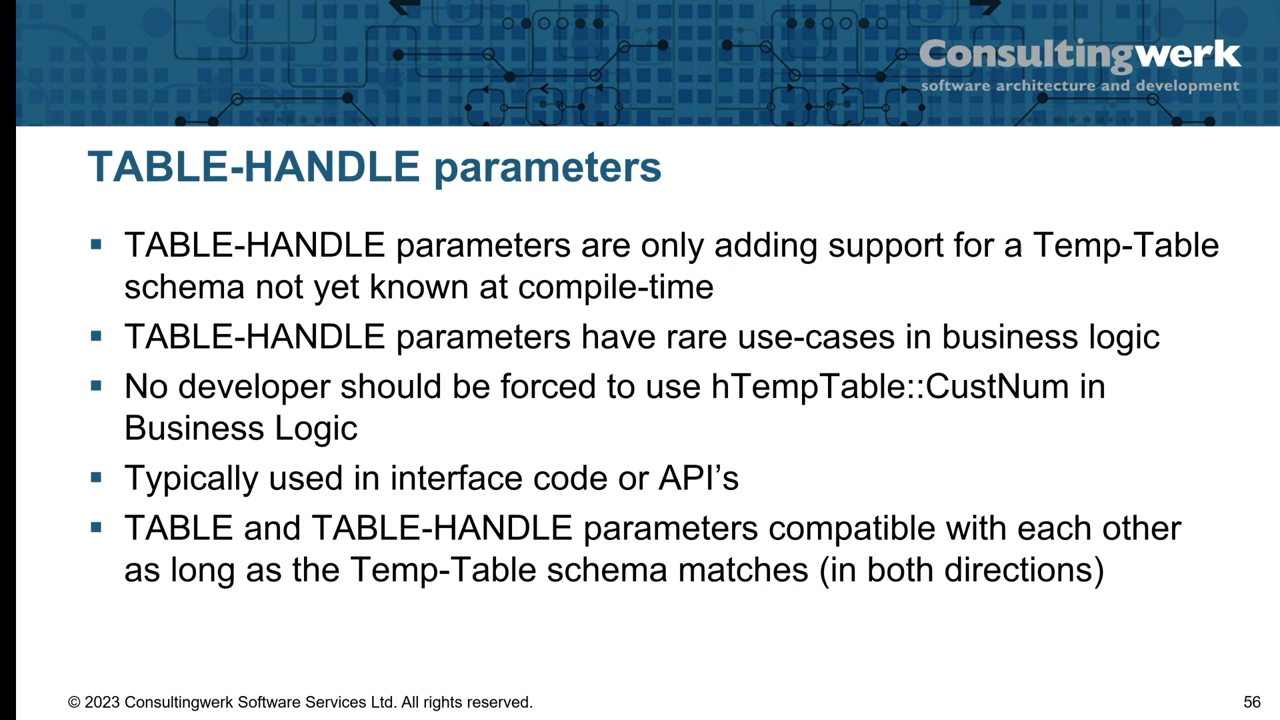 Consultingwerk
software architecture and development
TABLE-HANDLE parameters
▪ TABLE-HANDLE parameters are only adding support for a Temp-Table
schema not yet known at compile-time
▪ TABLE-HANDLE parameters have rare use-cases in business logic
▪ No developer should be forced to use hTempTable::CustNum in
Business Logic
▪ Typically used in interface code or API’s
▪ TABLE and TABLE-HANDLE parameters compatible with each other
as long as the Temp-Table schema matches (in both directions)
© 2023 Consultingwerk Software Services Ltd. All rights reserved.
56